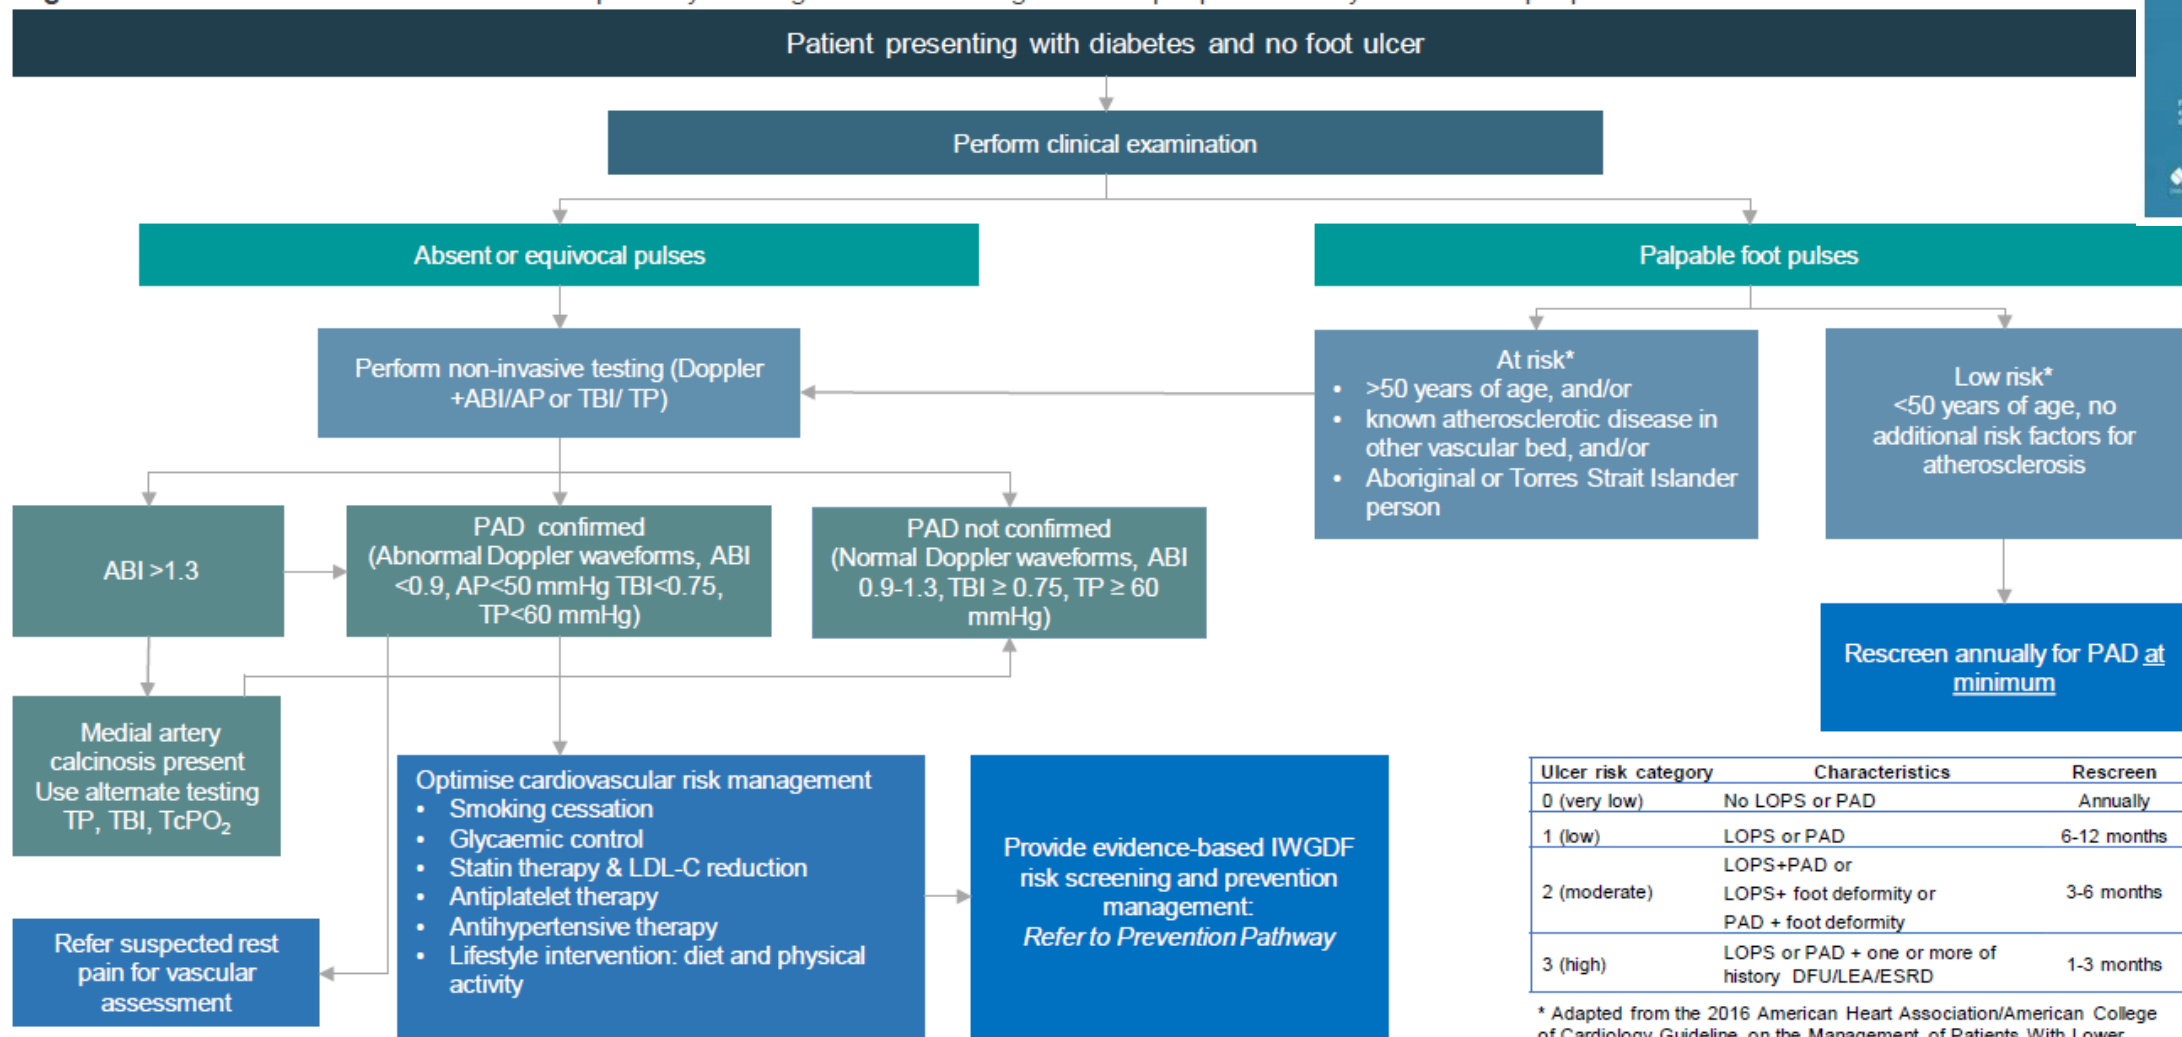 Patient presenting with diabetes and no foot ulcer
Perform clinical examination
Absent or equivocal pulses
Palpable foot pulses
Perform non-invasive testing (Doppler
+ABI/AP or TBI/ TP)
At risk*
• >50 years of age, and/or
• known atherosclerotic disease in
other vascular bed, and/or
• Aboriginal or Torres Strait Islander
person
Low risk*
<50 years of age, no
additional risk factors for
atherosclerosis
ABI >1.3
PAD confirmed
(Abnormal Doppler waveforms, ABI
<0.9, AP<50 mmHg TBI<0.75,
TP<60 mmHg)
PAD not confirmed
(Normal Doppler waveforms, ABI
0.9-1.3, TBI ≥ 0.75, TP ≥ 60
mmHg)
Rescreen annually for PAD at
minimum
Medial artery
calcinosis present
Use alternate testing
TP, TBI, TcPO₂
Refer suspected rest
pain for vascular
assessment
Optimise cardiovascular risk management
• Smoking cessation
• Glycaemic control
• Statin therapy & LDL-C reduction
• Antiplatelet therapy
• Antihypertensive therapy
• Lifestyle intervention: diet and physical
activity
Provide evidence-based IWGDF
risk screening and prevention
management:
Refer to Prevention Pathway
Ulcer risk category Characteristics Rescreen
0 (very low) No LOPS or PAD Annually
1 (low) LOPS or PAD 6-12 months
LOPS+PAD or
2 (moderate) LOPS+ foot deformity or 3-6 months
PAD + foot deformity
3 (high) LOPS or PAD + one or more of
history DFU/LEA/ESRD 1-3 months
* Adapted from the 2016 American Heart Association/American College
of Cardiology Guideline on the Management of Patients With Lower